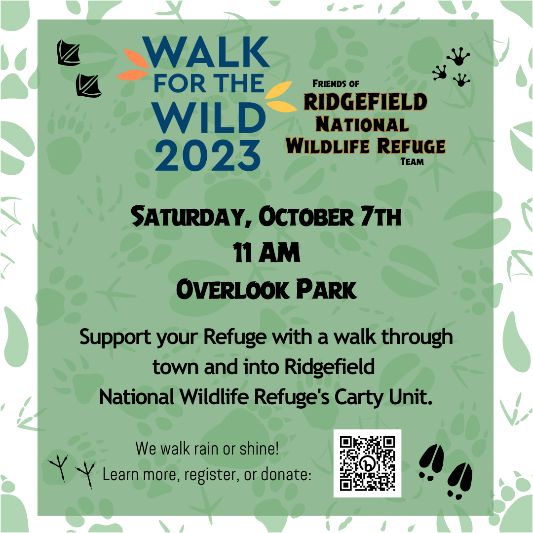 WALK
FOR THE
WILD
2023
FRIENDS OF
RIDGEFIELD
NATIONAL
WILDLIFE REFUGE
TEAM
SATURDAY, OCTOBER 7TH
11 AM
OVERLOOK PARK
Support your Refuge with a walk through
town and into Ridgefield
National Wildlife Refuge's Carty Unit.
We walk rain or shine!
Learn more, register, or donate: